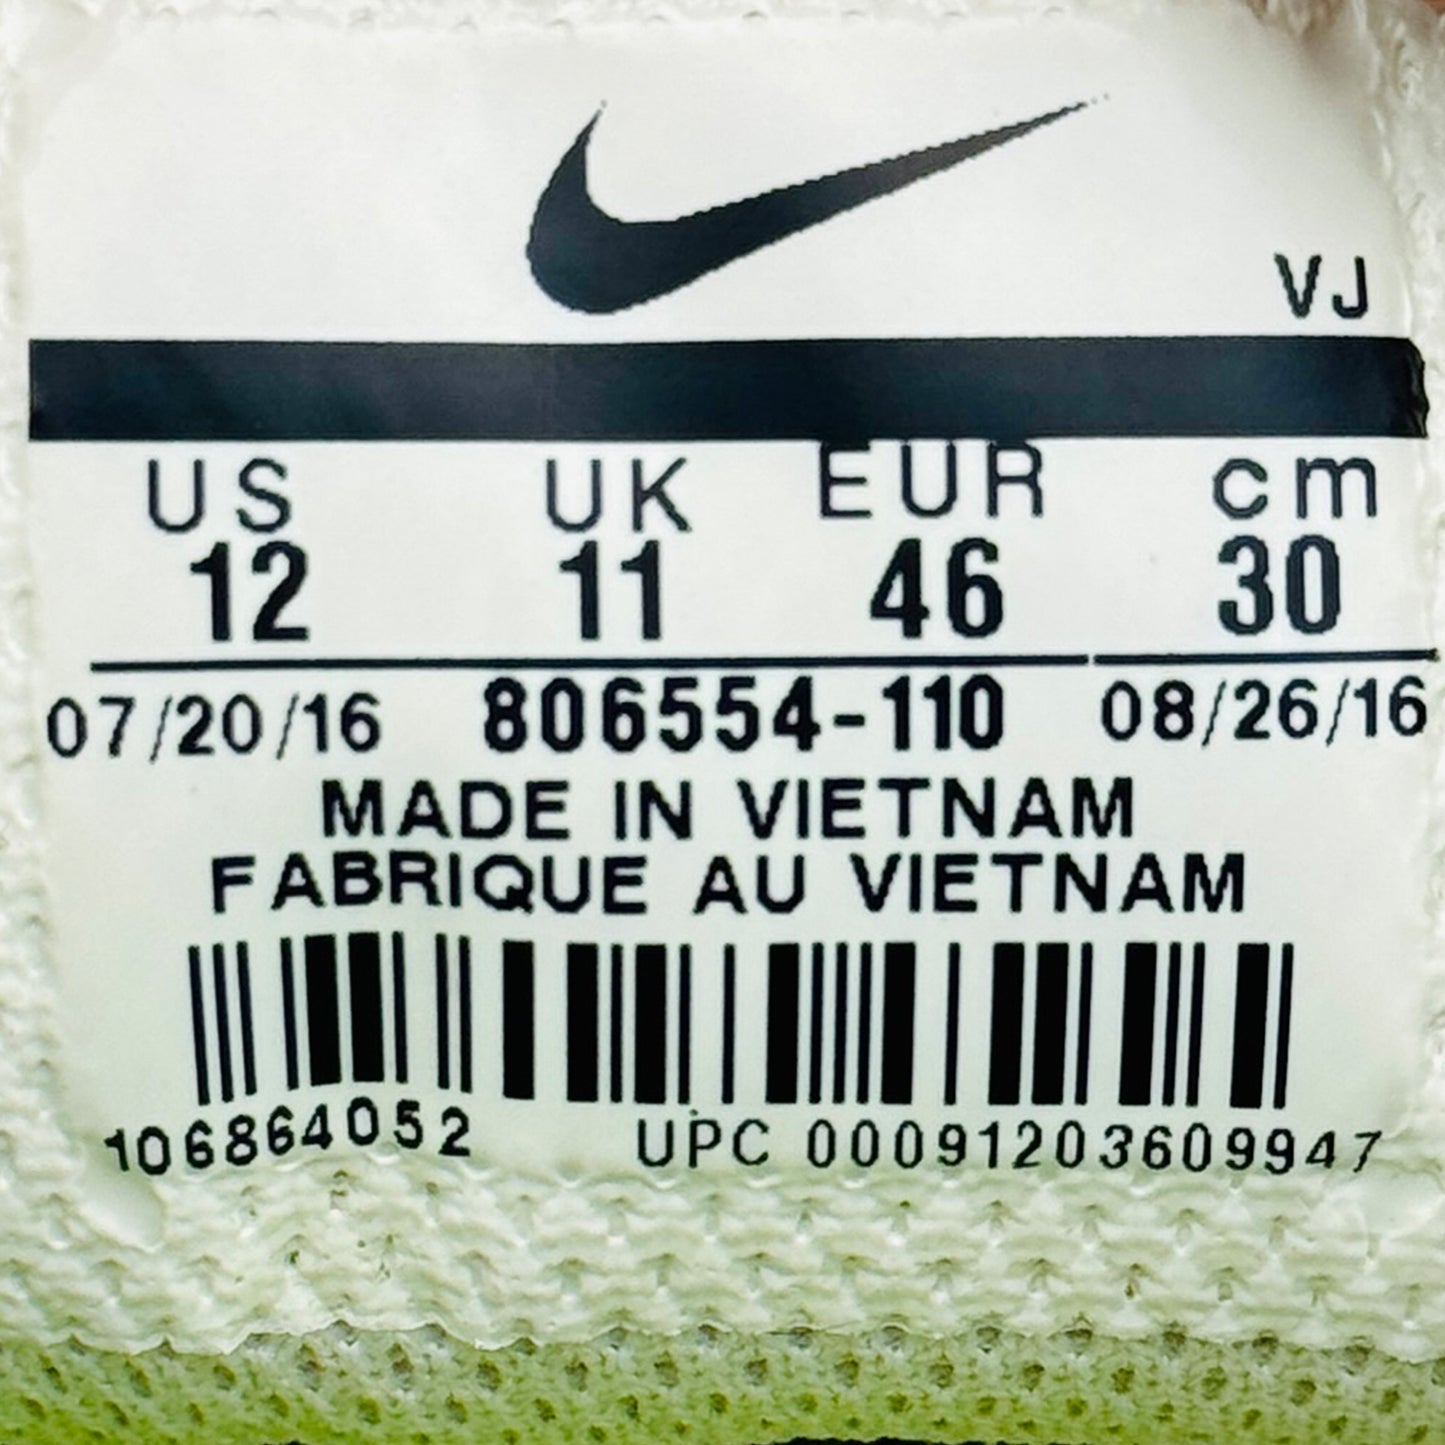 VJ
US UK EUR cm
12 11 46 30
07/20/16 806554-110 08/26/16
MADE IN VIETNAM
FABRIQUE AU VIETNAM
106864052 UPC 00091203609947